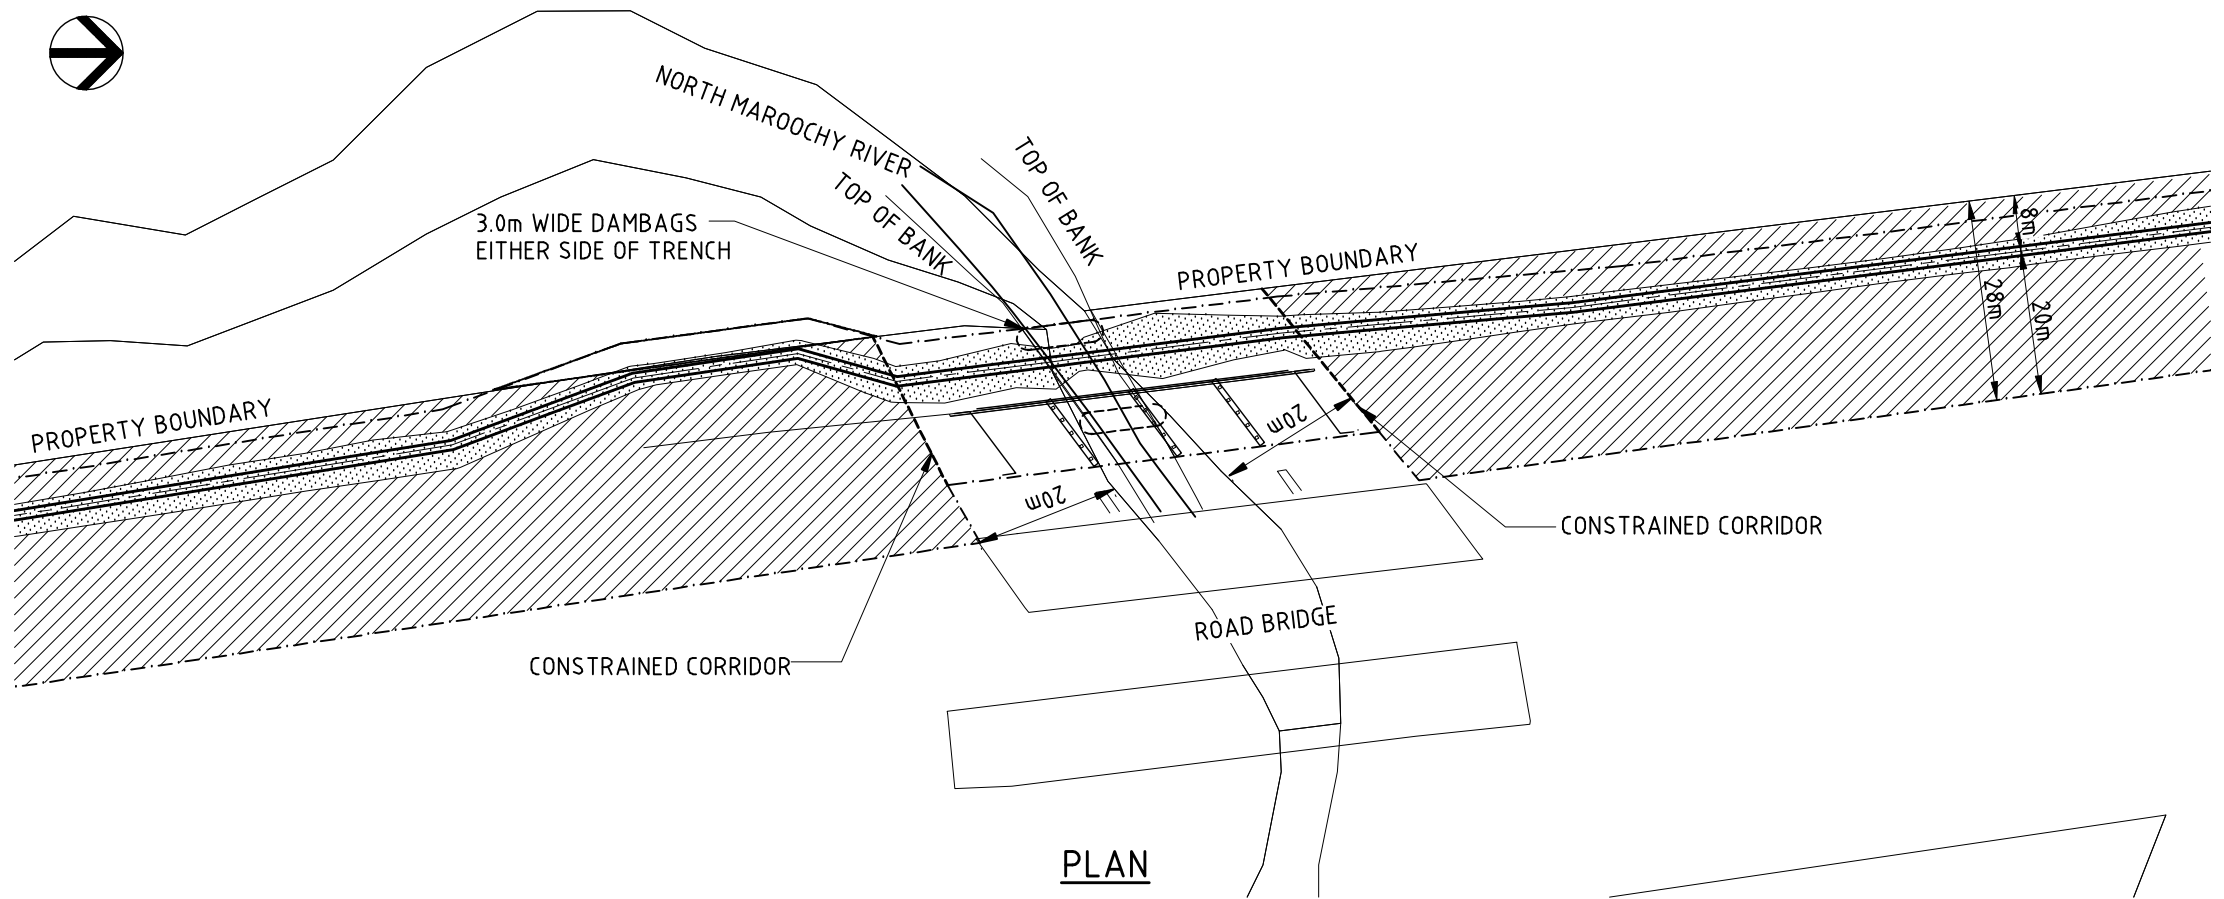 NORTH MAROOCHY RIVER
TOP OF BANK
TOP OF BANK
3.0m WIDE DAMBAGS
EITHER SIDE OF TRENCH
PROPERTY BOUNDARY
8m
28m
20m
PROPERTY BOUNDARY
20m
20m
CONSTRAINED CORRIDOR
ROAD BRIDGE
CONSTRAINED CORRIDOR
PLAN